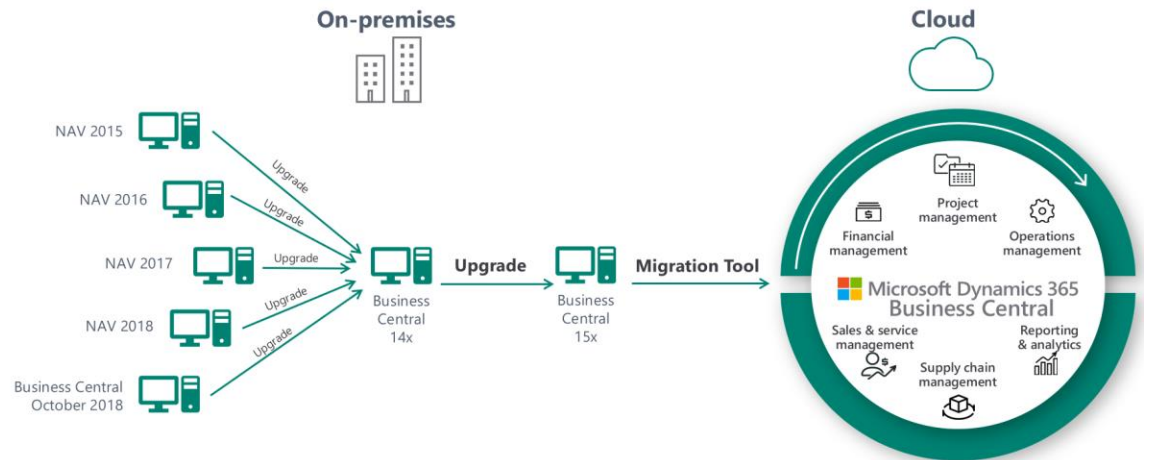 On-premises
Cloud
NAV 2015
Upgrade
NAV 2016
Upgrade
NAV 2017
Upgrade
NAV 2018
Upgrade
Business Central
October 2018
Upgrade
Business
Central
14x
Upgrade
Business
Central
15x
Migration Tool
Project
management
$
Financial
management
Operations
management
Microsoft Dynamics 365
Business Central
Sales & service
management
$
Reporting
& analytics
Supply chain
management